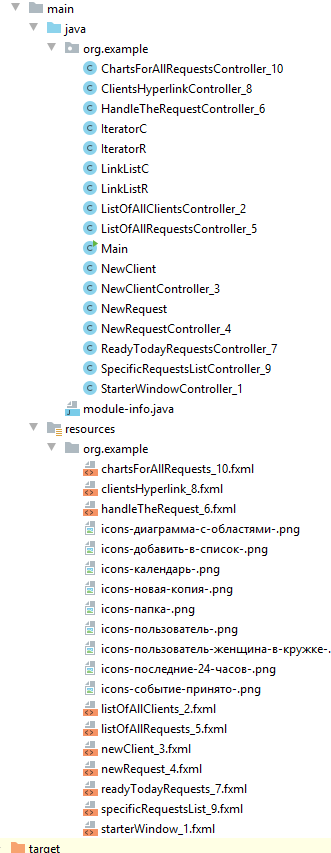 main
java
org.example
ChartsForAllRequestsController_10
ClientsHyperlinkController_8
HandleTheRequestController_6
IteratorC
IteratorR
LinkListC
LinkListR
ListOfAllClientsController_2
ListOfAllRequestsController_5
Main
NewClient
NewClientController_3
NewRequest
NewRequestController_4
ReadyTodayRequestsController_7
SpecificRequestsListController_9
StarterWindowController_1
module-info.java
resources
org.example
chartsForAllRequests_10.fxml
clientsHyperlink_8.fxml
handleTheRequest_6.fxml
icons-диаграмма-с-областями-.png
icons-добавить-в-список-.png
icons-календарь-.png
icons-новая-копия-.png
icons-папка-.png
icons-пользователь-.png
icons-пользователь-женщина-в-кружке-.
icons-последние-24-часов-.png
icons-событие-принято-.png
listOfAllClients_2.fxml
listOfAllRequests_5.fxml
newClient_3.fxml
newRequest_4.fxml
readyTodayRequests_7.fxml
specificRequestsList_9.fxml
starterWindow_1.fxml
target